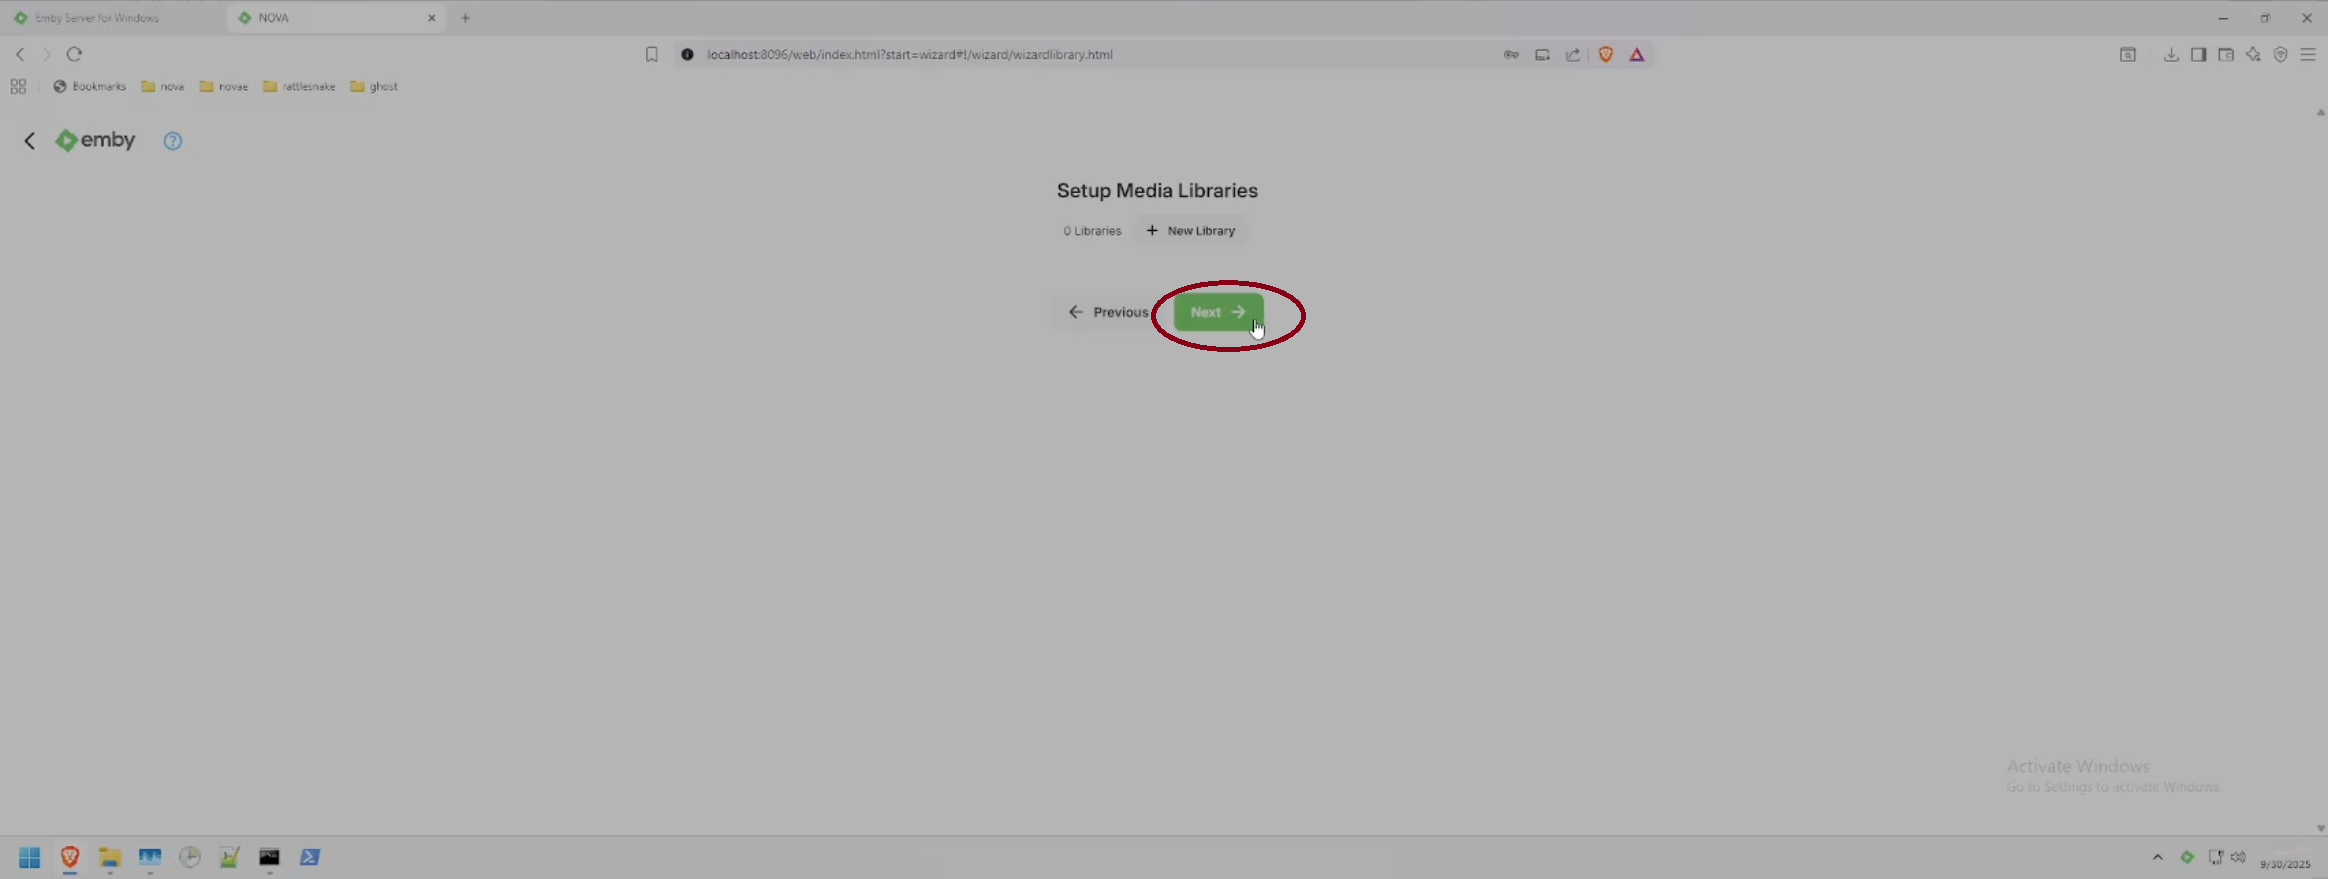 Emby Server for Windows
NOVA
localhost:8096/web/index.html?start=wizard#!/wizard/wizardlibrary.html
Bookmarks
nova
novae
rattlesnake
ghost
emby
Setup Media Libraries
0 Libraries
+ New Library
Previous
Next
Activate Windows
Go to Settings to activate Windows.
9/30/2025